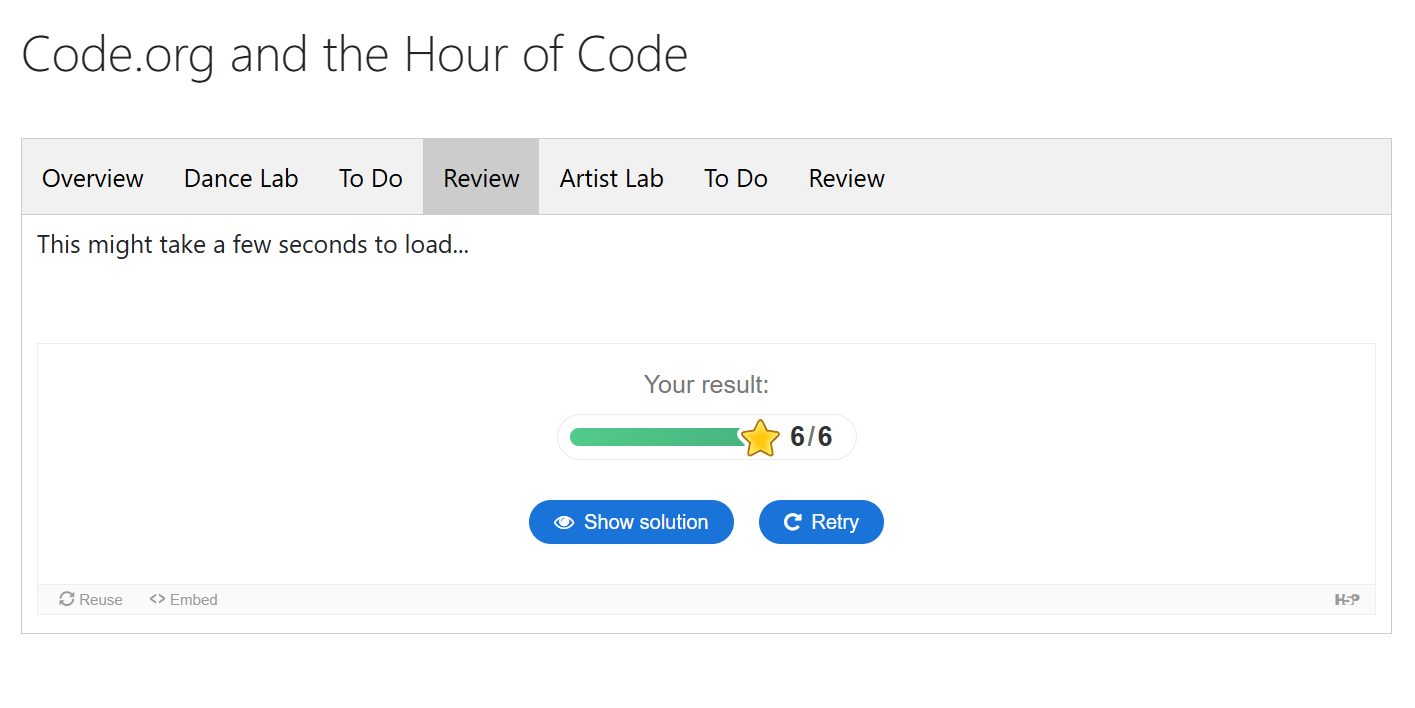 Code.org and the Hour of Code
Overview Dance Lab To Do Review Artist Lab To Do Review
This might take a few seconds to load...
Your result:
6/6
Show solution Retry
Reuse <> Embed H5P